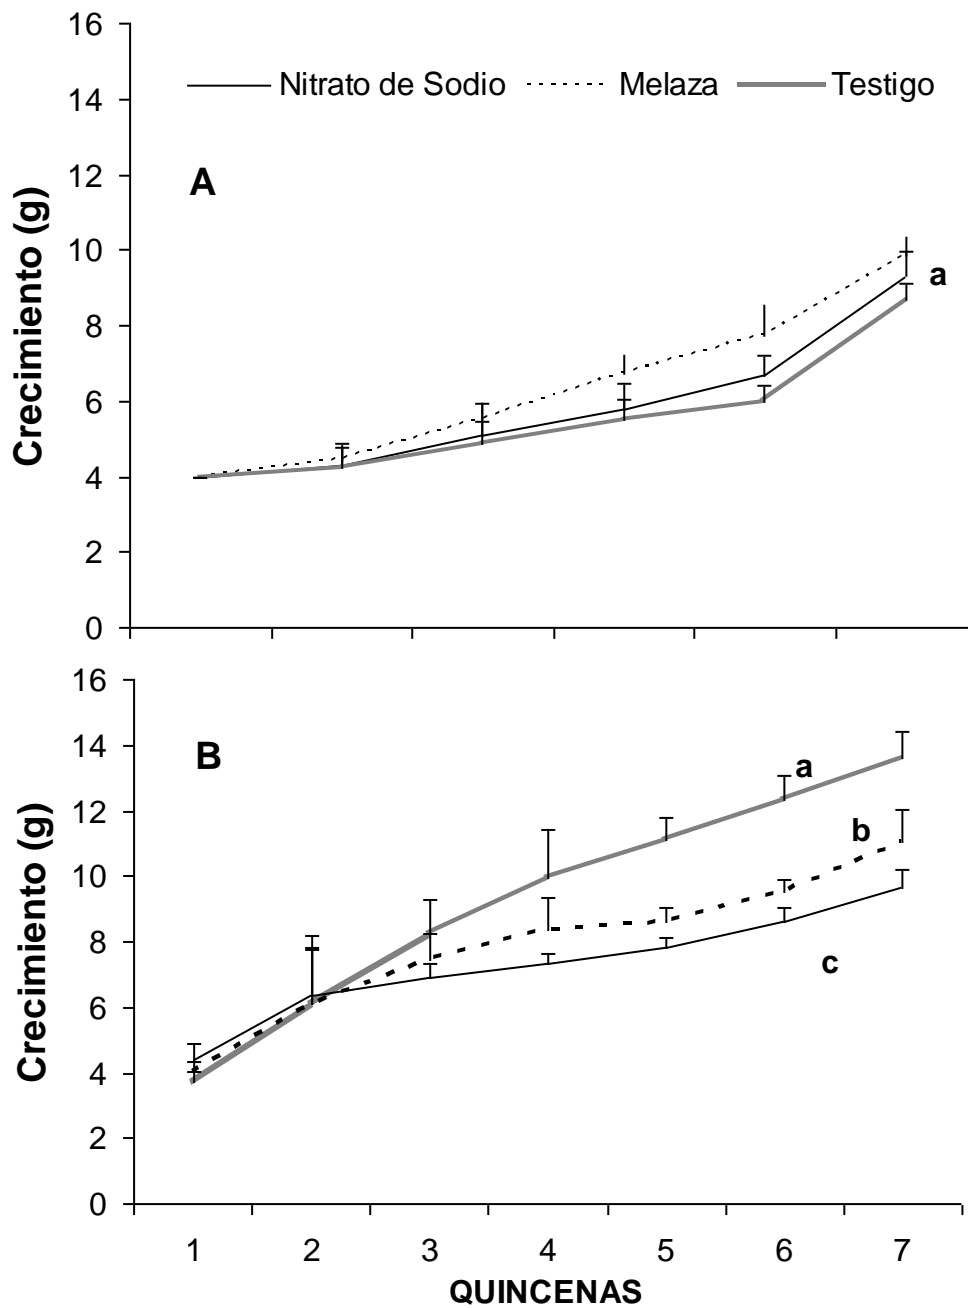 16
Nitrato de Sodio Melaza Testigo
14
12
A
10
a
8
6
4
2
0
Crecimiento (g)
16
B
14
a
12
b
10
8
c
6
4
2
0
Crecimiento (g)
1 2 3 4 5 6 7
QUINCENAS